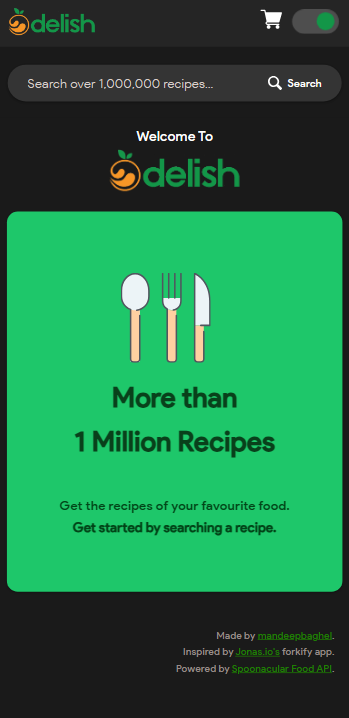 delish
Search over 1,000,000 recipes...
Search
Welcome To
delish
More than
1 Million Recipes
Get the recipes of your favourite food.
Get started by searching a recipe.
Made by mandeepbaghel.
Inspired by Jonas.io's forkify app.
Powered by Spoonacular Food API.